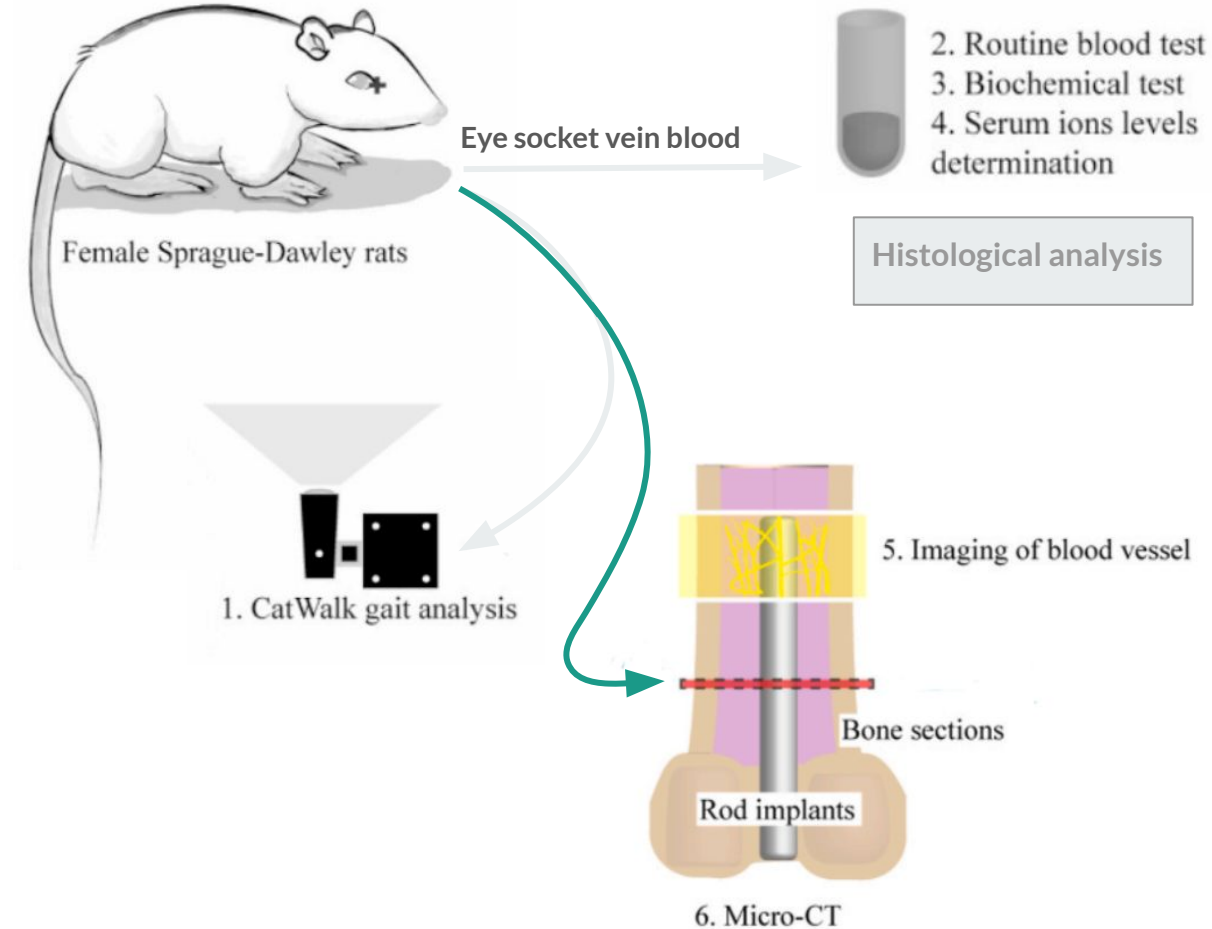 2. Routine blood test
3. Biochemical test
4. Serum ions levels
determination
Eye socket vein blood
Female Sprague-Dawley rats
Histological analysis
1. CatWalk gait analysis
5. Imaging of blood vessel
Bone sections
Rod implants
6. Micro-CT